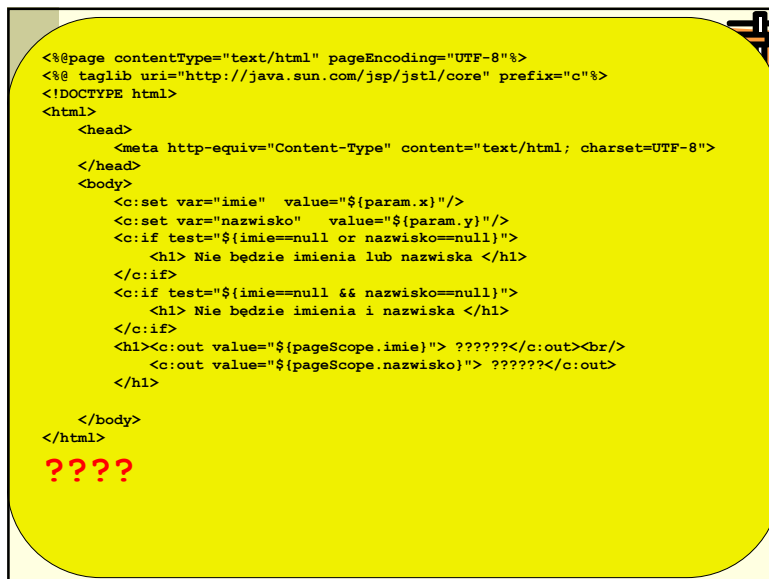 <%@page contentType="text/html" pageEncoding="UTF-8"%>
<%@ taglib uri="http://java.sun.com/jsp/jstl/core" prefix="c"%>
<!DOCTYPE html>
<html>
    <head>
        <meta http-equiv="Content-Type" content="text/html; charset=UTF-8">
    </head>
    <body>
        <c:set var="imie"  value="${param.x}"/>
        <c:set var="nazwisko"   value="${param.y}"/>
        <c:if test="${imie==null or nazwisko==null}">
            <h1> Nie będzie imienia lub nazwiska </h1>
        </c:if>
        <c:if test="${imie==null && nazwisko==null}">
            <h1> Nie będzie imienia i nazwiska </h1>
        </c:if>
        <h1><c:out value="${pageScope.imie}"> ??????</c:out><br/>
            <c:out value="${pageScope.nazwisko}"> ??????</c:out>
        </h1>
    </body>
</html>
????